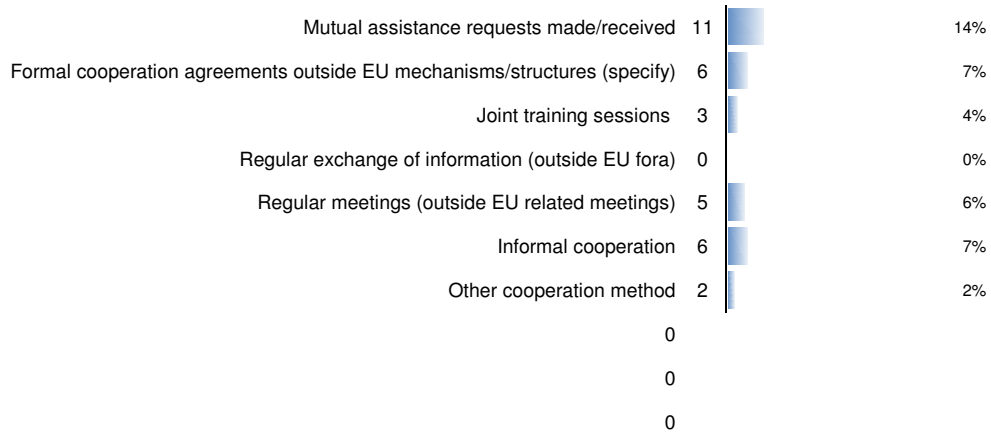 Mutual assistance requests made/received 11 14%
Formal cooperation agreements outside EU mechanisms/structures (specify) 6 7%
Joint training sessions 3 4%
Regular exchange of information (outside EU fora) 0 0%
Regular meetings (outside EU related meetings) 5 6%
Informal cooperation 6 7%
Other cooperation method 2 2%
0
0
0